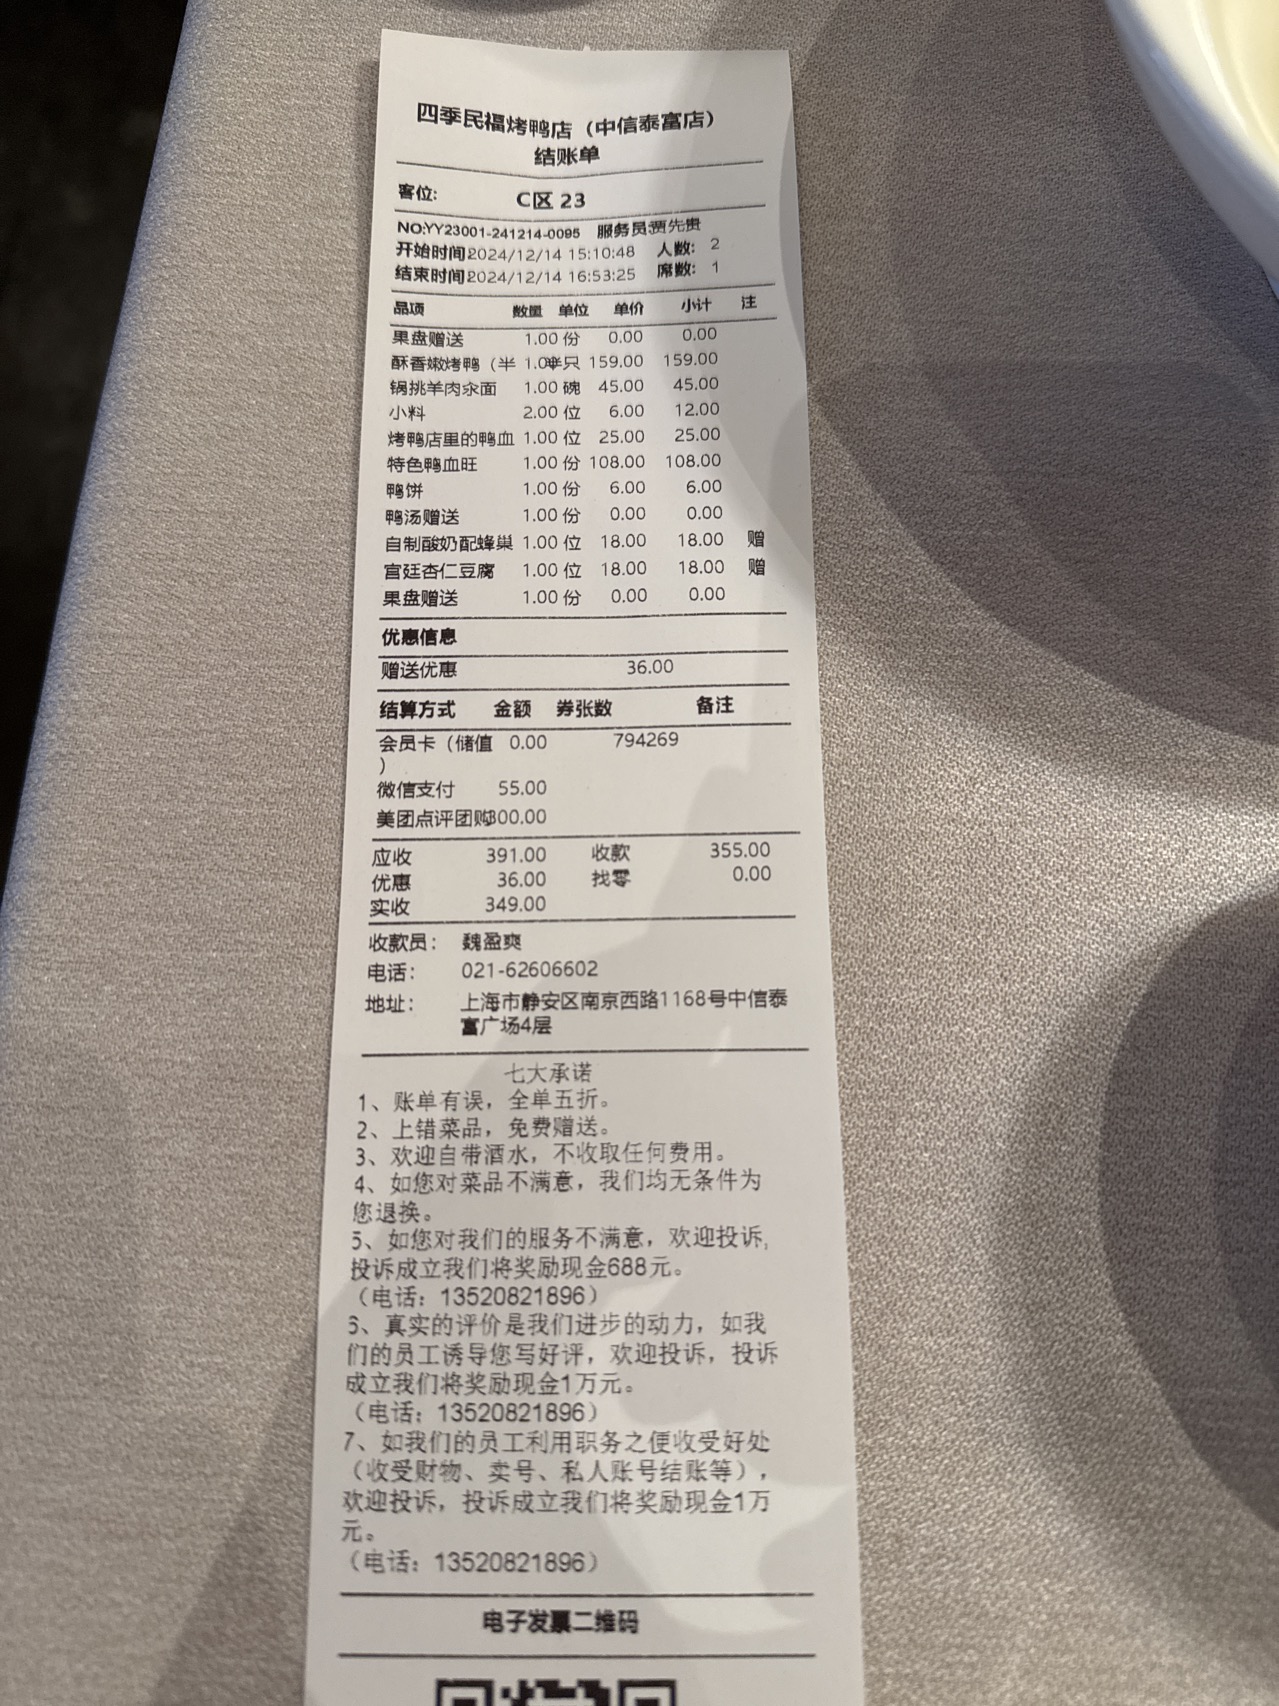 四季民福烤鸭店（中信泰富店）
结账单
客位: C区 23
NO:YY23001-241214-0095 服务员贾先贵
开始时间2024/12/14 15:10:48 人数: 2
结束时间2024/12/14 16:53:25 席数: 1
品项 数量 单位 单价 小计 注
果盘赠送 1.00 份 0.00 0.00
酥香嫩烤鸭（半 1.0半只 159.00 159.00
锅挑羊肉汆面 1.00 碗 45.00 45.00
小料 2.00 位 6.00 12.00
烤鸭店里的鸭血 1.00 位 25.00 25.00
特色鸭血旺 1.00 份 108.00 108.00
鸭饼 1.00 份 6.00 6.00
鸭汤赠送 1.00 份 0.00 0.00
自制酸奶配蜂巢 1.00 位 18.00 18.00 赠
宫廷杏仁豆腐 1.00 位 18.00 18.00 赠
果盘赠送 1.00 份 0.00 0.00
优惠信息
赠送优惠 36.00
结算方式 金额 券张数 备注
会员卡（储值 0.00 794269
）
微信支付 55.00
美团点评团购300.00
应收 391.00 收款 355.00
优惠 36.00 找零 0.00
实收 349.00
收款员: 魏盈爽
电话: 021-62606602
地址: 上海市静安区南京西路1168号中信泰
富广场4层
七大承诺
1、账单有误，全单五折。
2、上错菜品，免费赠送。
3、欢迎自带酒水，不收取任何费用。
4、如您对菜品不满意，我们均无条件为
您退换。
5、如您对我们的服务不满意，欢迎投诉，
投诉成立我们将奖励现金688元。
（电话：13520821896）
6、真实的评价是我们进步的动力，如我
们的员工诱导您写好评，欢迎投诉，投诉
成立我们将奖励现金1万元。
（电话：13520821896）
7、如我们的员工利用职务之便收受好处
（收受财物、卖号、私人账号结账等），
欢迎投诉，投诉成立我们将奖励现金1万
元。
（电话：13520821896）
电子发票二维码